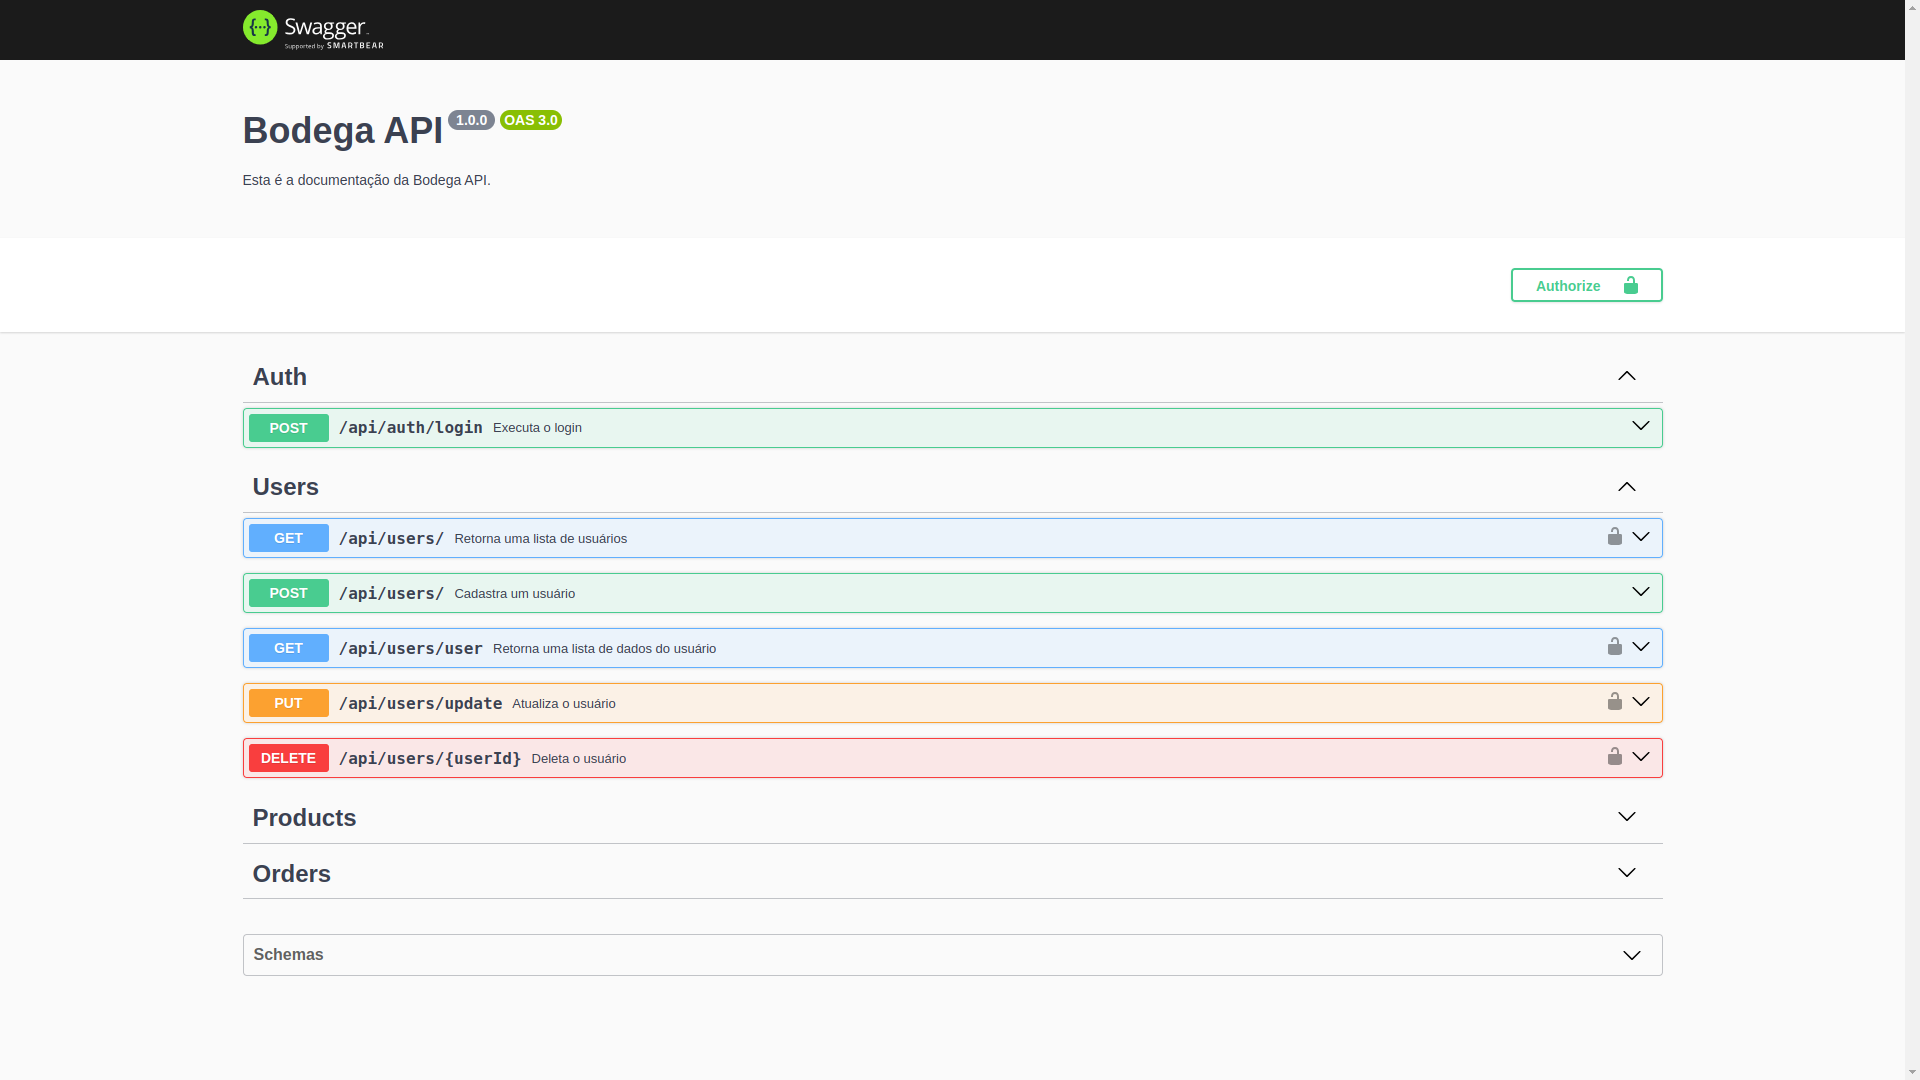 Swagger
Supported by SMARTBEAR
Bodega API 1.0.0 OAS 3.0
Esta é a documentação da Bodega API.
Authorize
Auth
POST /api/auth/login Executa o login
Users
GET /api/users/ Retorna uma lista de usuários
POST /api/users/ Cadastra um usuário
GET /api/users/user Retorna uma lista de dados do usuário
PUT /api/users/update Atualiza o usuário
DELETE /api/users/{userId} Deleta o usuário
Products
Orders
Schemas